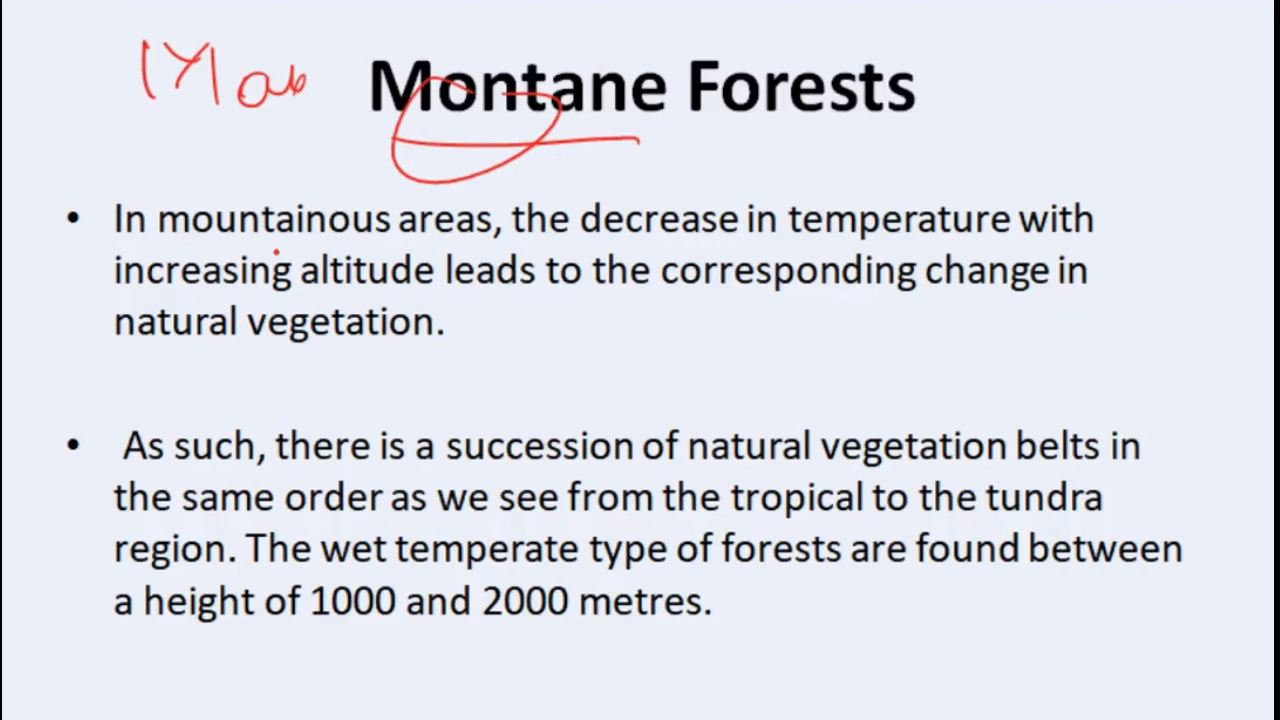 Montane Forests
• In mountainous areas, the decrease in temperature with
increasing altitude leads to the corresponding change in
natural vegetation.
• As such, there is a succession of natural vegetation belts in
the same order as we see from the tropical to the tundra
region. The wet temperate type of forests are found between
a height of 1000 and 2000 metres.